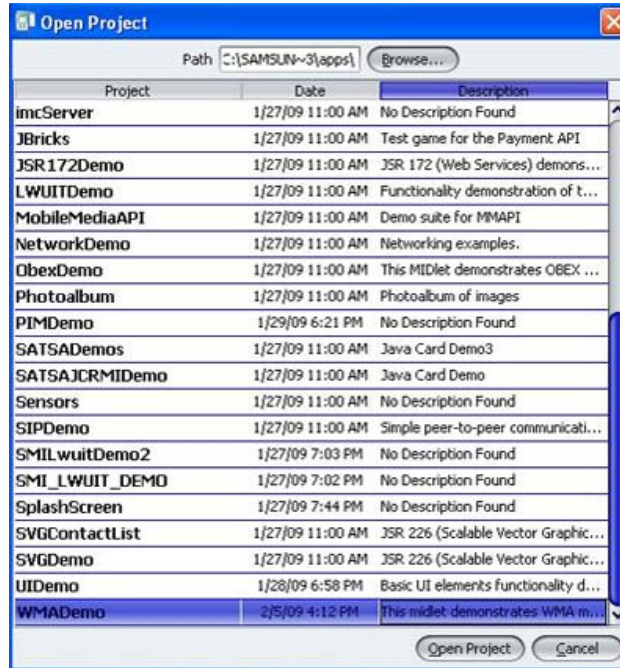 Open Project
Path C:\SAMSUN~3\apps\ Browse...
Project Date Description
imcServer 1/27/09 11:00 AM No Description Found
JBricks 1/27/09 11:00 AM Test game for the Payment API
JSR172Demo 1/27/09 11:00 AM JSR 172 (Web Services) demons...
LWUITDemo 1/27/09 11:00 AM Functionality demonstration of t...
MobileMediaAPI 1/27/09 11:00 AM Demo suite for MMAPI
NetworkDemo 1/27/09 11:00 AM Networking examples.
ObexDemo 1/27/09 11:00 AM This MIDlet demonstrates OBEX ...
Photoalbum 1/27/09 11:00 AM Photoalbum of images
PIMDemo 1/29/09 6:21 PM No Description Found
SATSADemos 1/27/09 11:00 AM Java Card Demo3
SATSAJCRMIDemo 1/27/09 11:00 AM Java Card Demo
Sensors 1/27/09 11:00 AM No Description Found
SIPDemo 1/27/09 11:00 AM Simple peer-to-peer communicati...
SMILwuitDemo2 1/27/09 7:03 PM No Description Found
SMI_LWUIT_DEMO 1/27/09 7:02 PM No Description Found
SplashScreen 1/27/09 7:44 PM No Description Found
SVGContactList 1/27/09 11:00 AM JSR 226 (Scalable Vector Graphic...
SVGDemo 1/27/09 11:00 AM JSR 226 (Scalable Vector Graphic...
UIDemo 1/28/09 6:58 PM Basic UI elements functionality d...
WMADemo 2/5/09 4:12 PM This midlet demonstrates WMA m...
Open Project Cancel